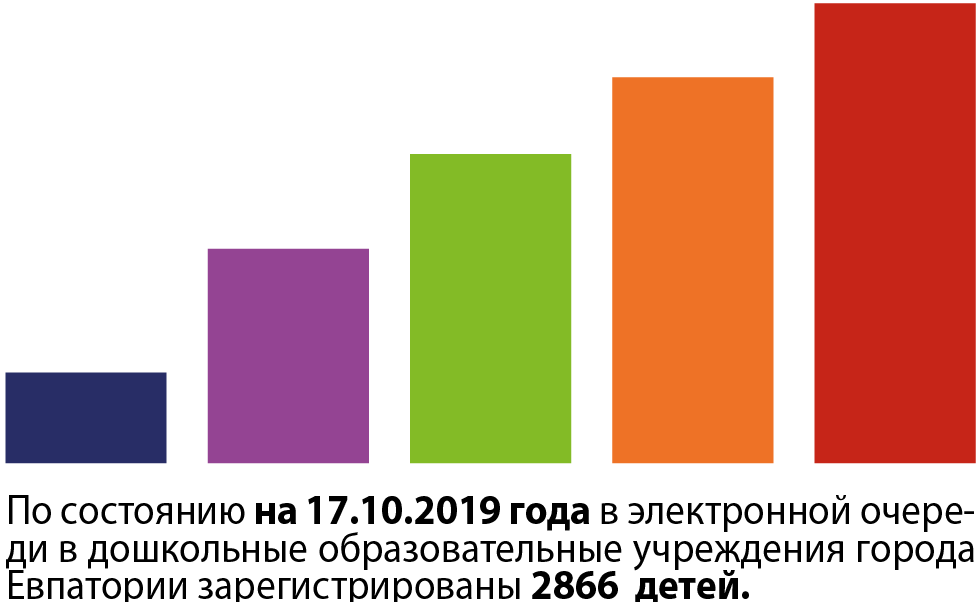 По состоянию на 17.10.2019 года в электронной очере-
ди в дошкольные образовательные учреждения города
Евпатории зарегистрированы 2866 детей.